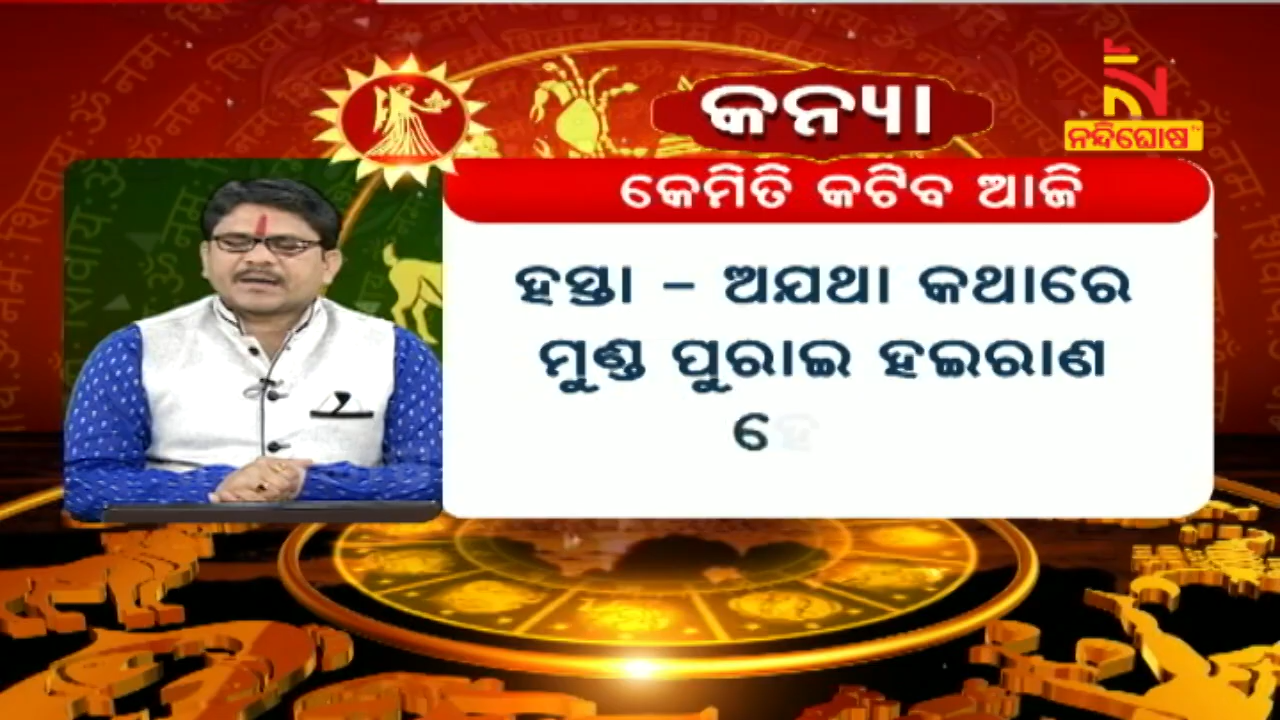 କନ୍ୟା
ନନ୍ଦିଘୋଷ
କେମିତି କଟିବ ଆଜି
ହସ୍ତା – ଅଯଥା କଥାରେ
ମୁଣ୍ଡ ପୁରାଇ ହଇରାଣ